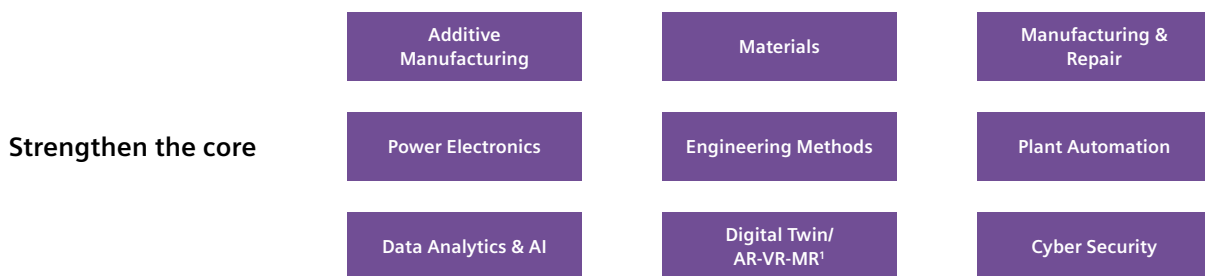 Strengthen the core
Additive
Manufacturing
Materials
Manufacturing &
Repair
Power Electronics
Engineering Methods
Plant Automation
Data Analytics & AI
Digital Twin/
AR-VR-MR¹
Cyber Security